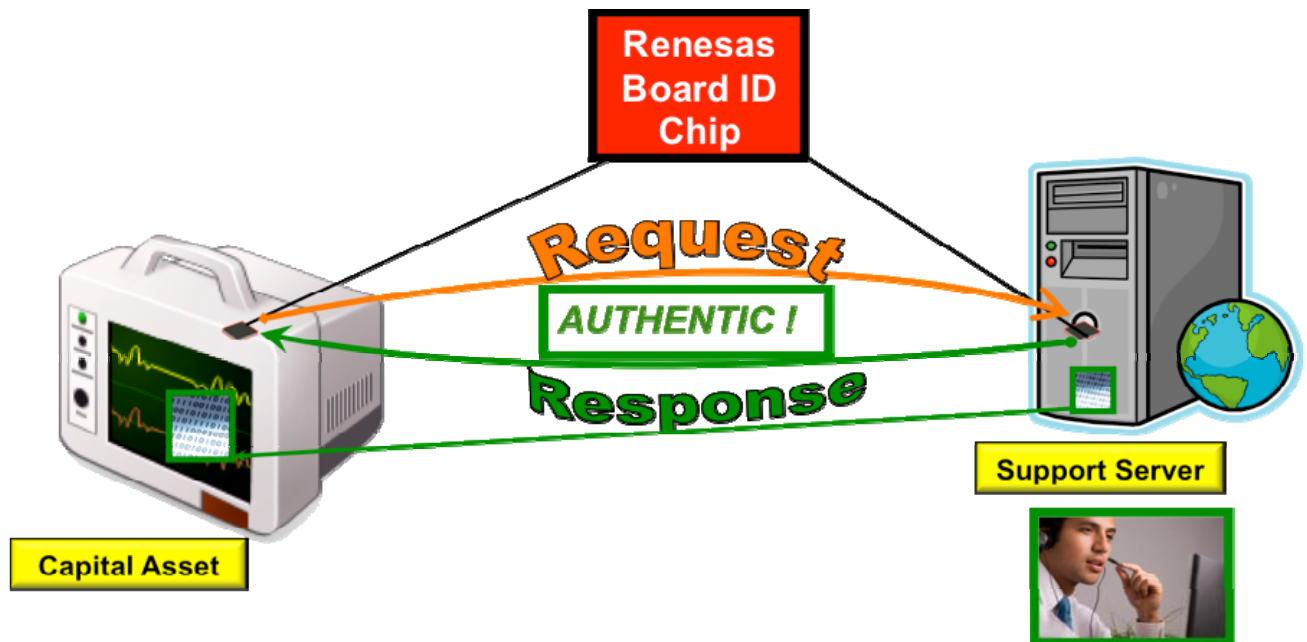 Renesas
Board ID
Chip
Request
AUTHENTIC !
Response
Support Server
Capital Asset